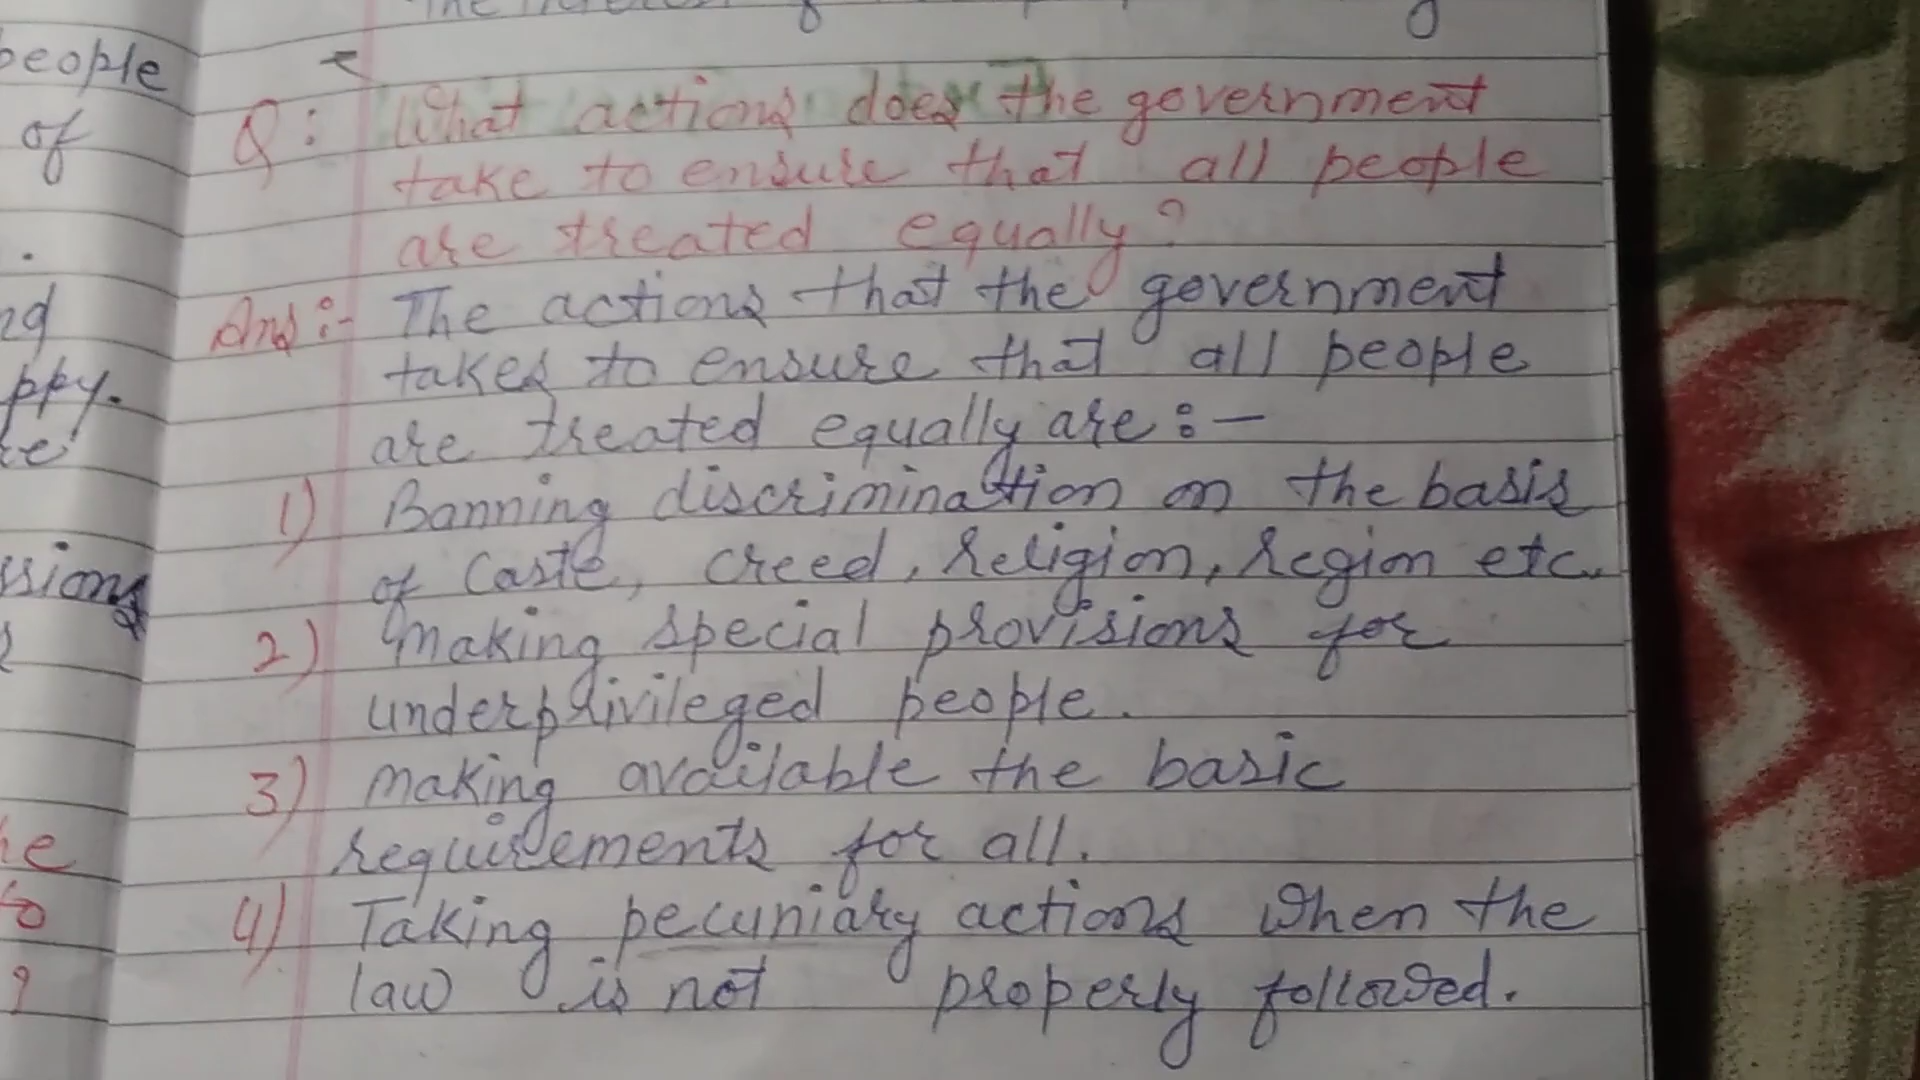 people
of
Q: What actions does the government
take to ensure that all people
are treated equally?
Ans:- The actions that the government
takes to ensure that all people
are treated equally are:-
1) Banning discrimination on the basis
of Caste, creed, religion, region etc.
2) making special provisions for
underprivileged people.
3) making available the basic
requirements for all.
4) Taking pecuniary actions when the
law is not properly followed.